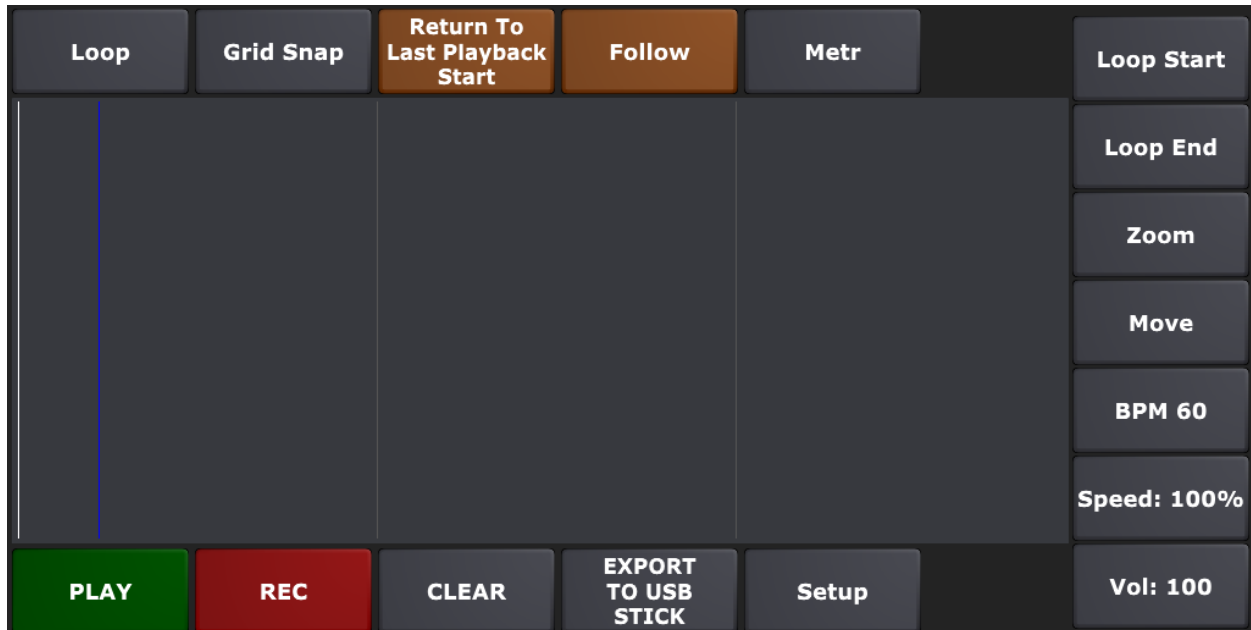 Loop
Grid Snap
Return To
Last Playback
Start
Follow
Metr
Loop Start
Loop End
Zoom
Move
BPM 60
Speed: 100%
PLAY
REC
CLEAR
EXPORT
TO USB
STICK
Setup
Vol: 100